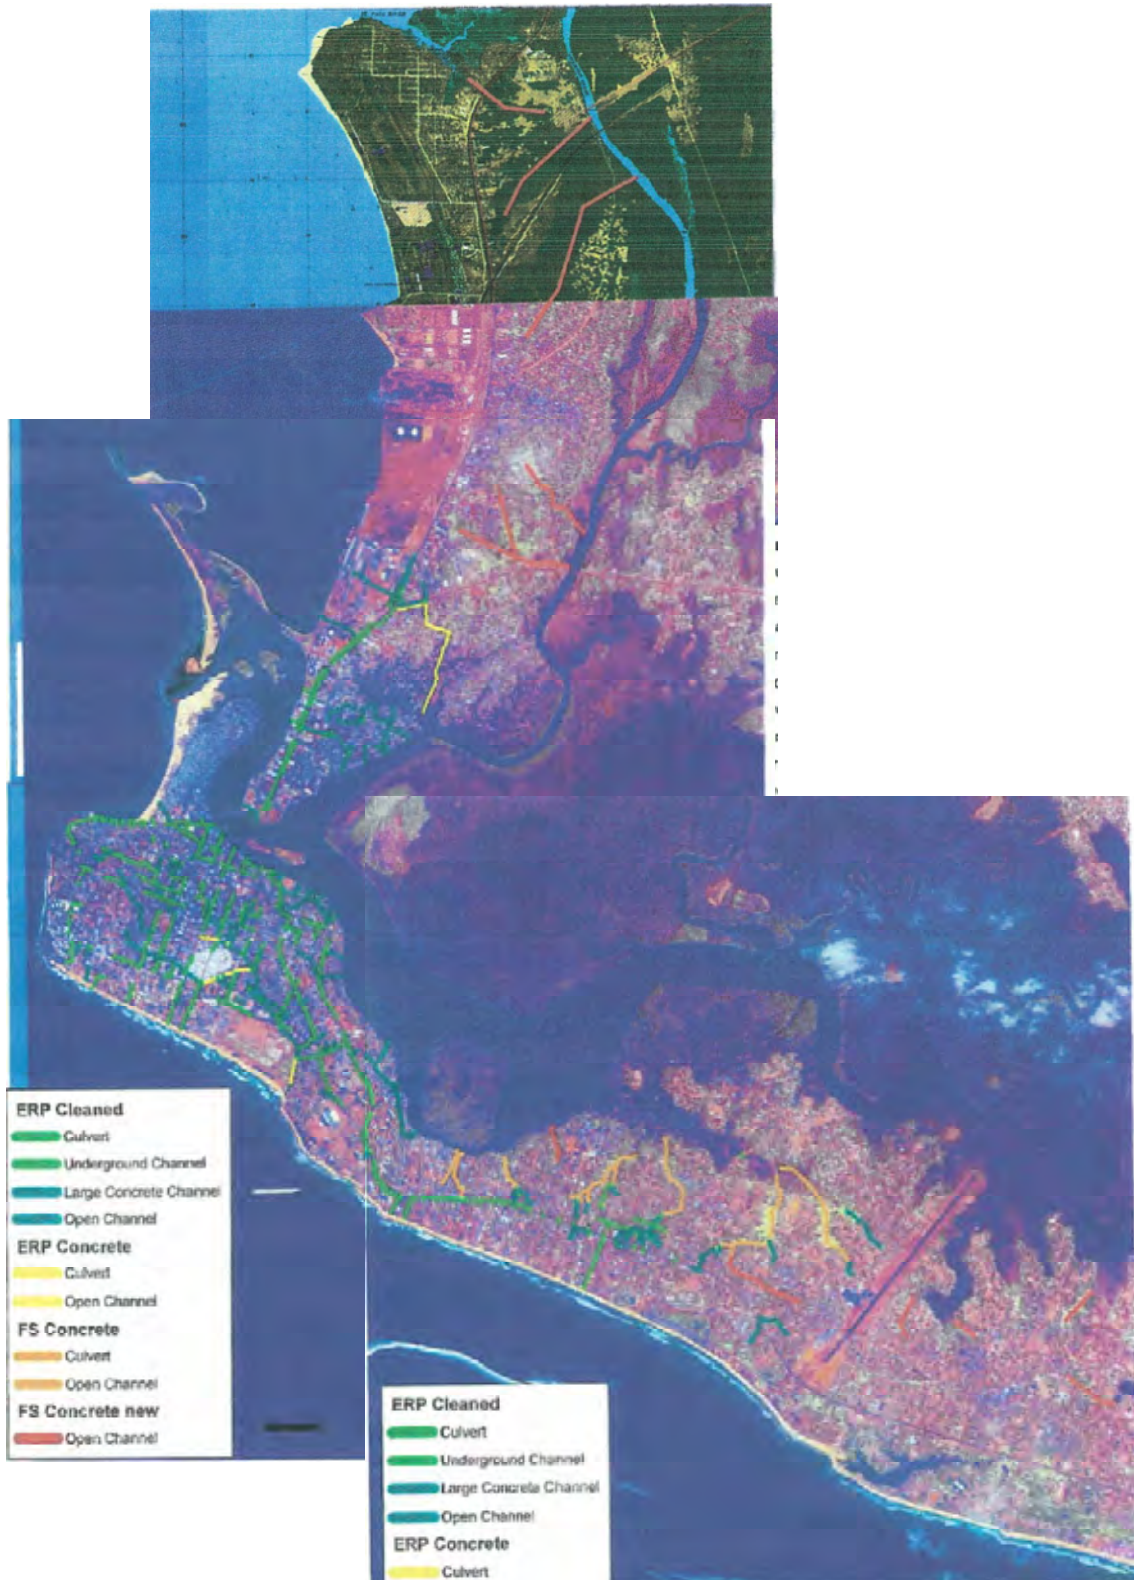 ERP Cleaned
Culvert
Underground Channel
Large Concrete Channel
Open Channel
ERP Concrete
Culvert
Open Channel
FS Concrete
Culvert
Open Channel
FS Concrete new
Open Channel
ERP Cleaned
Culvert
Underground Channel
Large Concrete Channel
Open Channel
ERP Concrete
Culvert